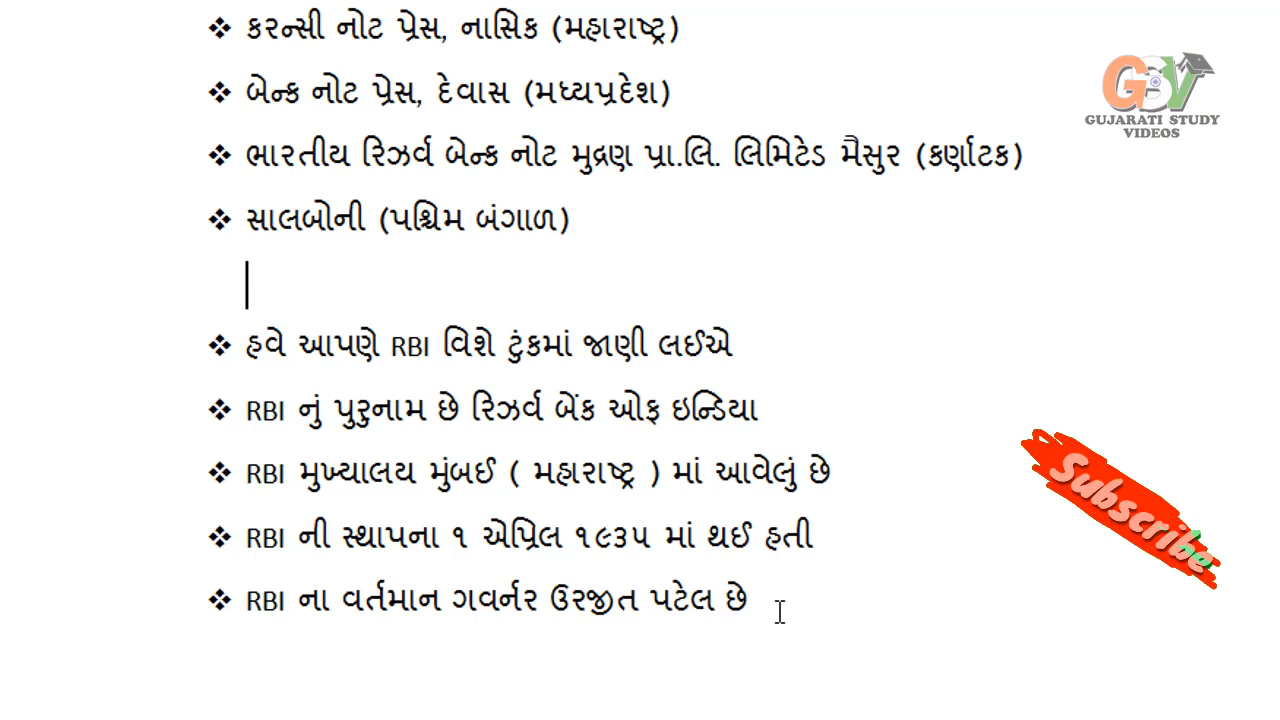 ❖ કરન્સી નોટ પ્રેસ, નાસિક (મહારાષ્ટ્ર)
❖ બેન્ક નોટ પ્રેસ, દેવાસ (મધ્યપ્રદેશ)
❖ ભારતીય રિઝર્વ બેન્ક નોટ મુદ્રણ પ્રા.લિ. લિમિટેડ મૈસુર (કર્ણાટક)
❖ સાલબોની (પશ્ચિમ બંગાળ)
❖ હવે આપણે RBI વિશે ટુંકમાં જાણી લઈએ
❖ RBI નું પુરુનામ છે રિઝર્વ બેંક ઓફ ઇન્ડિયા
❖ RBI મુખ્યાલય મુંબઈ ( મહારાષ્ટ્ર ) માં આવેલું છે
❖ RBI ની સ્થાપના ૧ એપ્રિલ ૧૯૩૫ માં થઈ હતી
❖ RBI ના વર્તમાન ગવર્નર ઉરજીત પટેલ છે
GSV
GUJARATI STUDY
VIDEOS
Subscribe